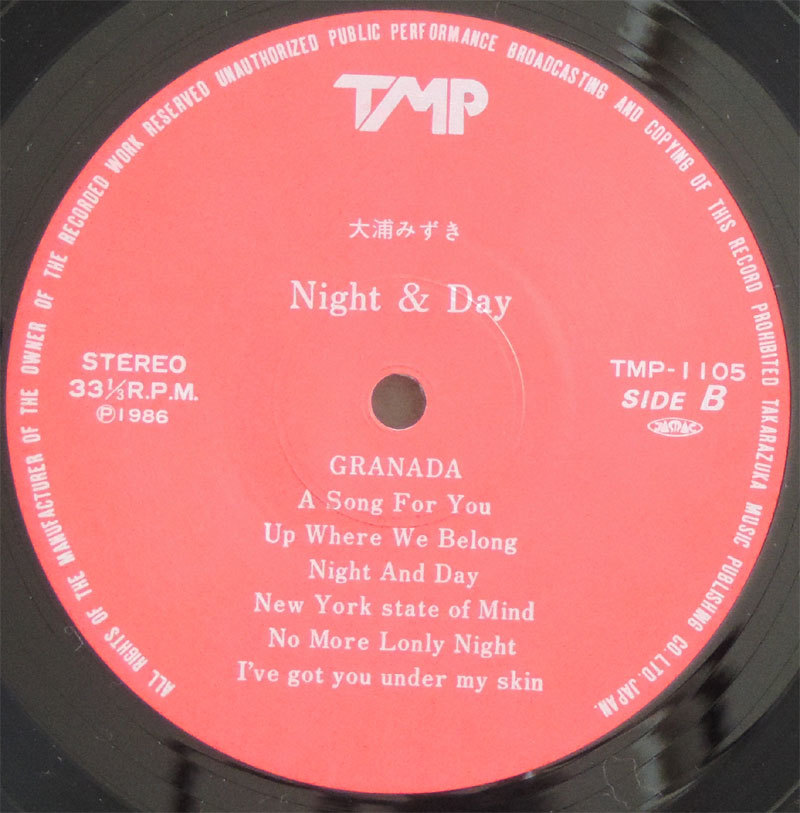 ALL RIGHTS OF THE MANUFACTURER OF THE OWNER OF THE RECORDED WORK RESERVED UNAUTHORIZED PUBLIC PERFORMANCE BROADCASTING AND COPYING OF THIS RECORD PROHIBITED TAKARAZUKA MUSIC PUBLISHING CO.LTD.JAPAN.
TMP
大浦みずき
Night & Day
STEREO
33⅓R.P.M.
Ⓟ1986
TMP-1105
SIDE B
JASRAC
GRANADA
A Song For You
Up Where We Belong
Night And Day
New York state of Mind
No More Lonly Night
I've got you under my skin